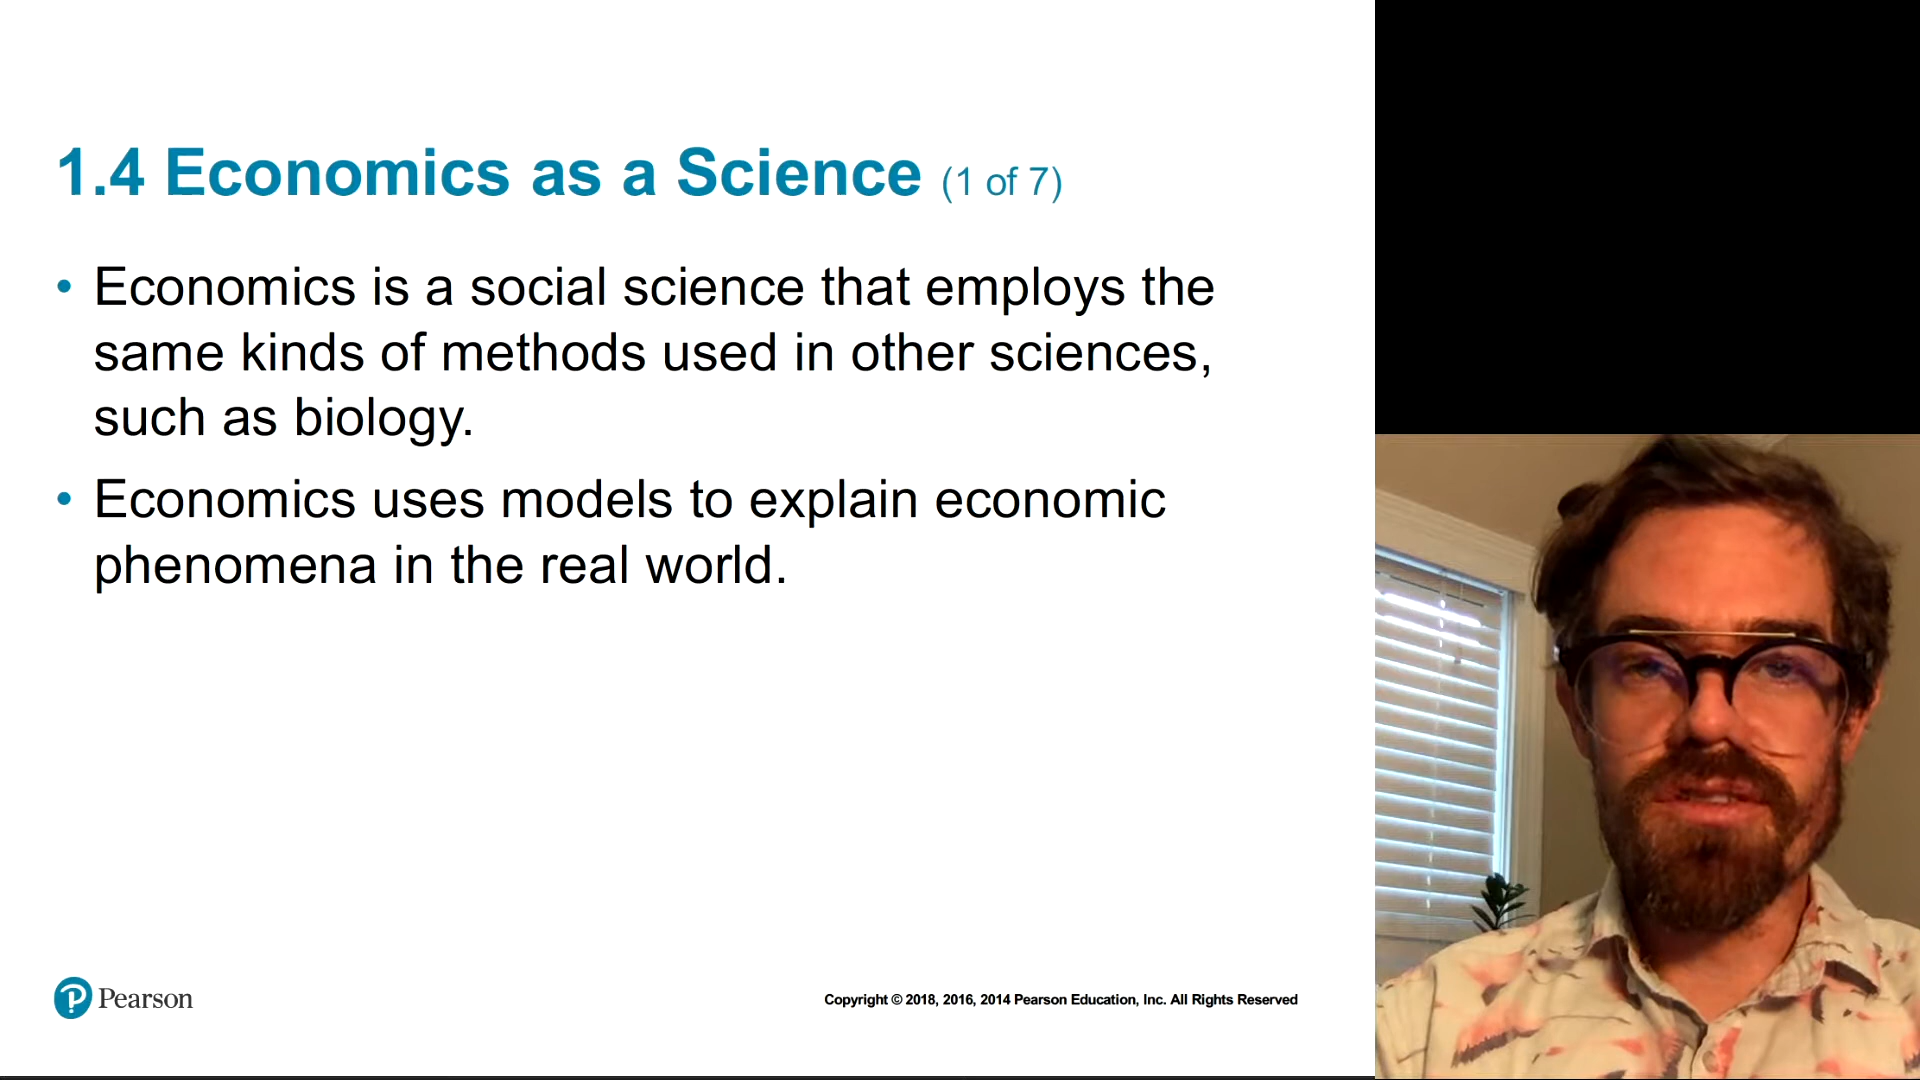 1.4 Economics as a Science (1 of 7)
• Economics is a social science that employs the
same kinds of methods used in other sciences,
such as biology.
• Economics uses models to explain economic
phenomena in the real world.
Pearson
Copyright © 2018, 2016, 2014 Pearson Education, Inc. All Rights Reserved